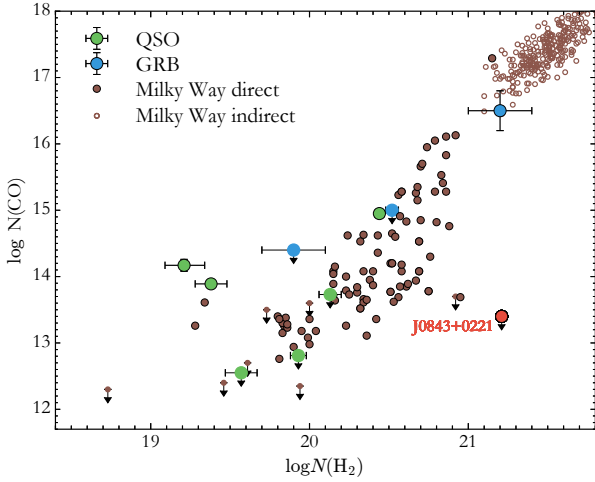 18
17
16
15
14
13
12
log N(CO)
QSO
GRB
Milky Way direct
Milky Way indirect
J0843+0221
19
20
21
logN(H₂)